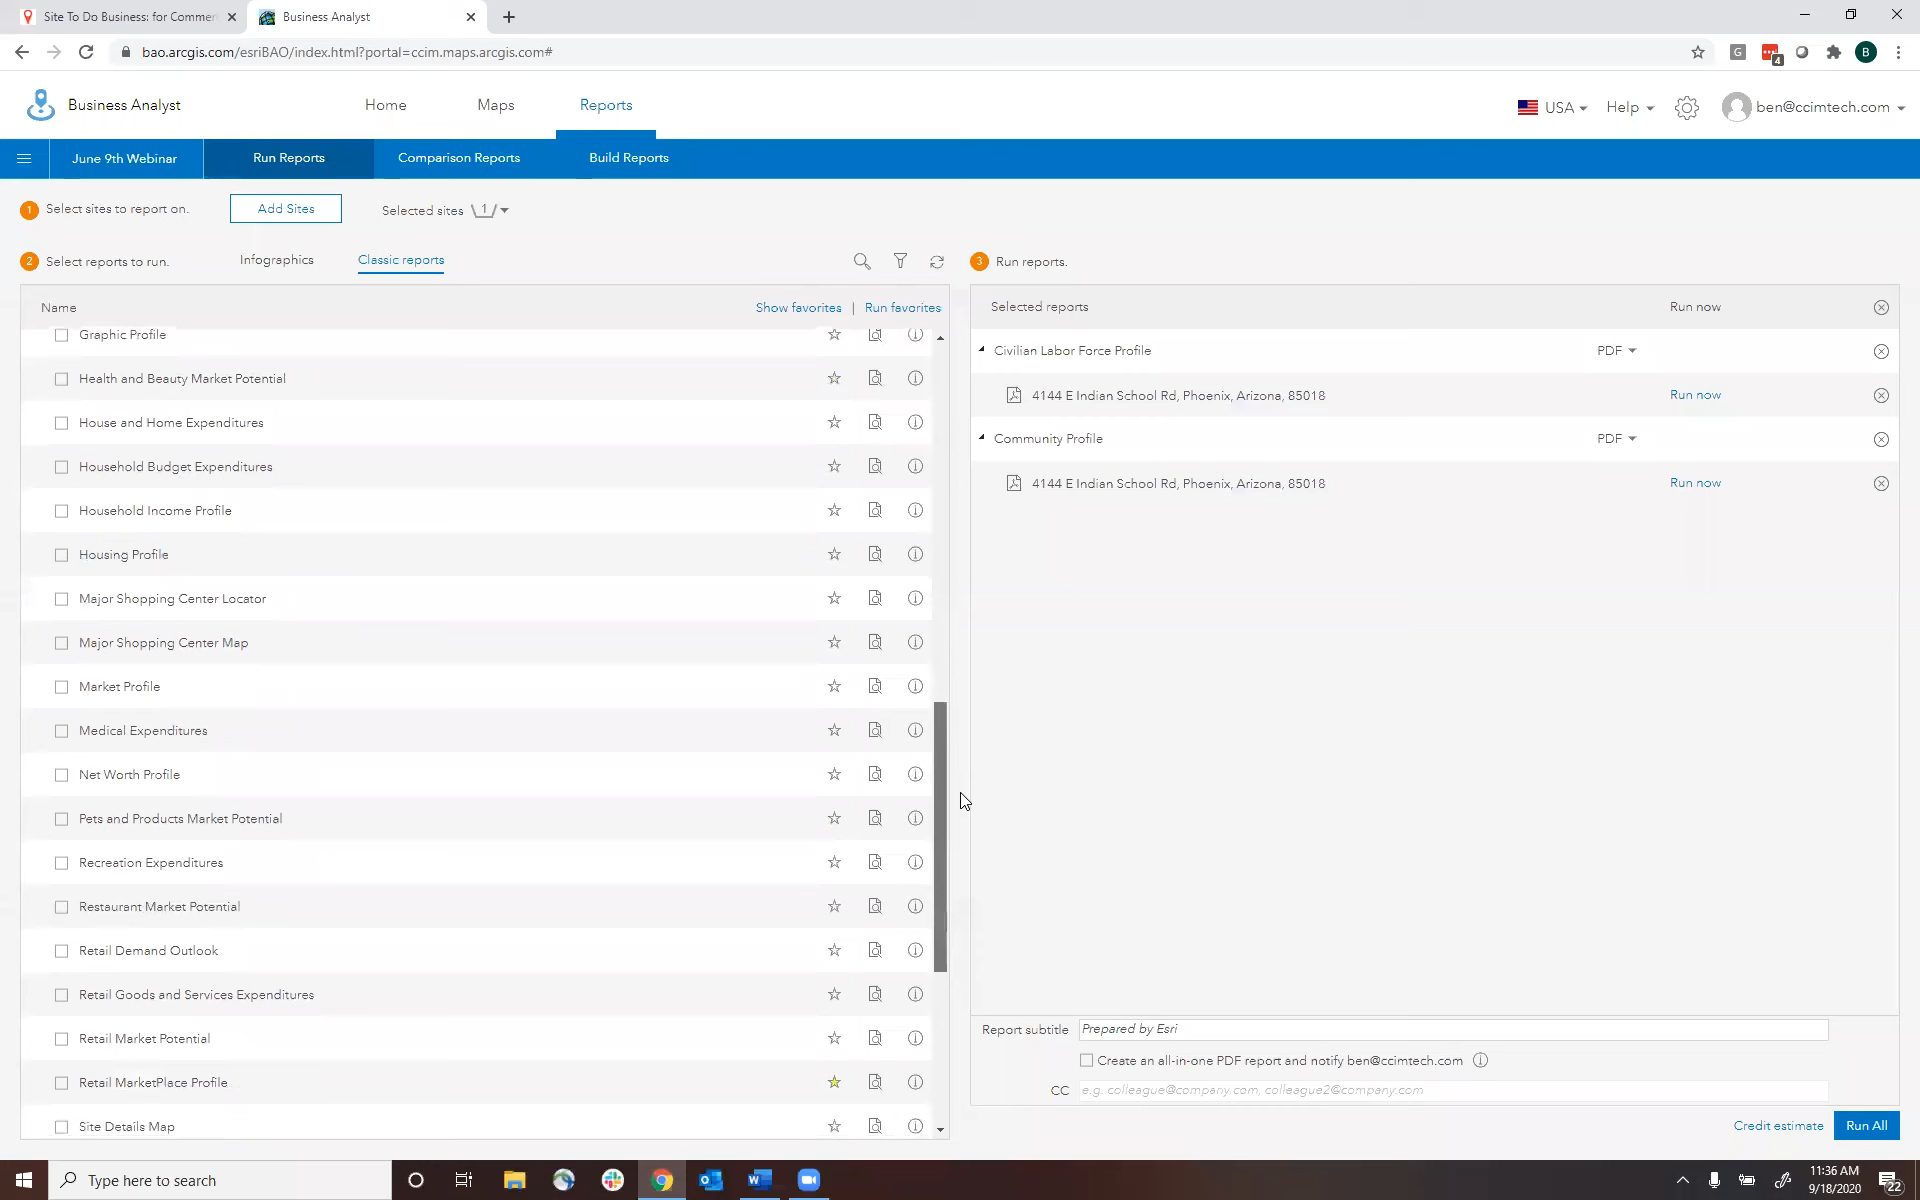 Site To Do Business: for Commer
Business Analyst
bao.arcgis.com/esriBAO/index.html?portal=ccim.maps.arcgis.com#
G
4
B
Business Analyst
Home
Maps
Reports
USA
Help
ben@ccimtech.com
June 9th Webinar
Run Reports
Comparison Reports
Build Reports
1 Select sites to report on.
Add Sites
Selected sites 1
2 Select reports to run.
Infographics
Classic reports
3 Run reports.
Name
Show favorites | Run favorites
Graphic Profile
Health and Beauty Market Potential
House and Home Expenditures
Household Budget Expenditures
Household Income Profile
Housing Profile
Major Shopping Center Locator
Major Shopping Center Map
Market Profile
Medical Expenditures
Net Worth Profile
Pets and Products Market Potential
Recreation Expenditures
Restaurant Market Potential
Retail Demand Outlook
Retail Goods and Services Expenditures
Retail Market Potential
Retail MarketPlace Profile
Site Details Map
Selected reports
Run now
Civilian Labor Force Profile
PDF
4144 E Indian School Rd, Phoenix, Arizona, 85018
Run now
Community Profile
PDF
4144 E Indian School Rd, Phoenix, Arizona, 85018
Run now
Report subtitle
Prepared by Esri
Create an all-in-one PDF report and notify ben@ccimtech.com
CC
e.g. colleague@company.com, colleague2@company.com
Credit estimate
Run All
Type here to search
11:36 AM
9/18/2020
22